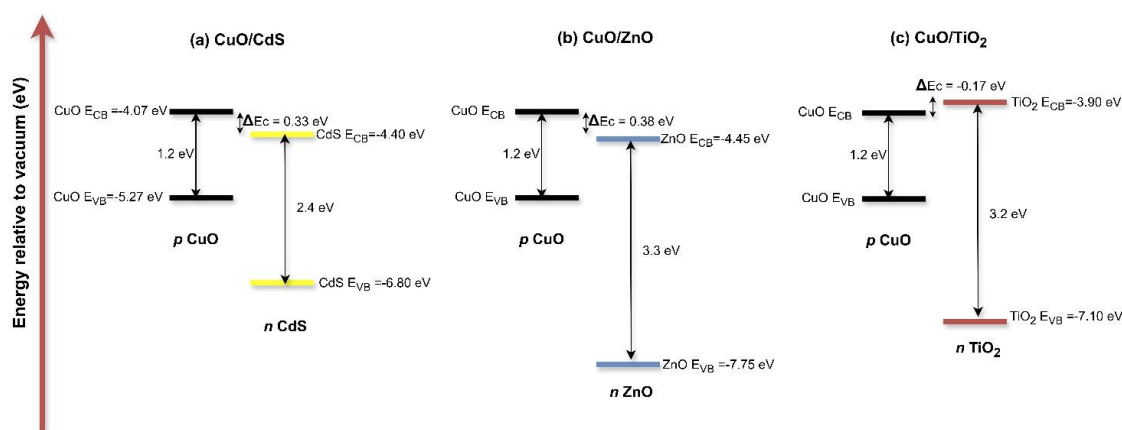 Energy relative to vacuum (eV)
(a) CuO/CdS
CuO E_CB =-4.07 eV
ΔEc = 0.33 eV
CdS E_CB=-4.40 eV
1.2 eV
CuO E_VB=-5.27 eV
2.4 eV
p CuO
CdS E_VB=-6.80 eV
n CdS
(b) CuO/ZnO
CuO E_CB
ΔEc = 0.38 eV
ZnO E_CB=-4.45 eV
1.2 eV
CuO E_VB
p CuO
3.3 eV
ZnO E_VB =-7.75 eV
n ZnO
(c) CuO/TiO₂
ΔEc = -0.17 eV
TiO₂ E_CB=-3.90 eV
CuO E_CB
1.2 eV
3.2 eV
CuO E_VB
p CuO
TiO₂ E_VB =-7.10 eV
n TiO₂